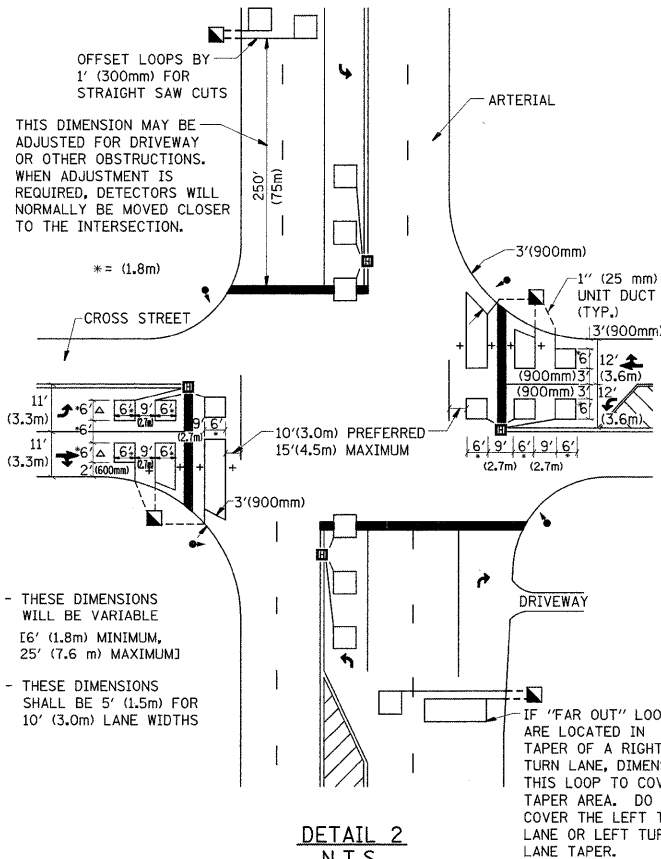 OFFSET LOOPS BY
1' (300mm) FOR
STRAIGHT SAW CUTS
ARTERIAL
THIS DIMENSION MAY BE
ADJUSTED FOR DRIVEWAY
OR OTHER OBSTRUCTIONS.
WHEN ADJUSTMENT IS
REQUIRED, DETECTORS WILL
NORMALLY BE MOVED CLOSER
TO THE INTERSECTION.
250'
(75m)
* = (1.8m)
3'(900mm)
1" (25 mm)
UNIT DUCT
(TYP.)
CROSS STREET
3'(900mm)
*6'
12'
(3.6m)
(900mm) 3'
(900mm) 3'
12'
*6'
(3.6m)
6' 9' 9' 6'
* *
(2.7m) (2.7m)
11'
(3.3m)
*6'
6' 9' 6'
(2.7m)
9' 6'
(2.7m)
*6'
11'
(3.3m)
*6'
6' 9' 6'
(2.7m)
2'
(600mm)
10'(3.0m) PREFERRED
15'(4.5m) MAXIMUM
3'(900mm)
H
H
H
H
- THESE DIMENSIONS
WILL BE VARIABLE
[6' (1.8m) MINIMUM,
25' (7.6 m) MAXIMUM]
- THESE DIMENSIONS
SHALL BE 5' (1.5m) FOR
10' (3.0m) LANE WIDTHS
DRIVEWAY
IF "FAR OUT" LOO
ARE LOCATED IN
TAPER OF A RIGHT
TURN LANE, DIMENS
THIS LOOP TO COV
TAPER AREA. DO
COVER THE LEFT T
LANE OR LEFT TUR
LANE TAPER.
DETAIL 2
N.T.S.